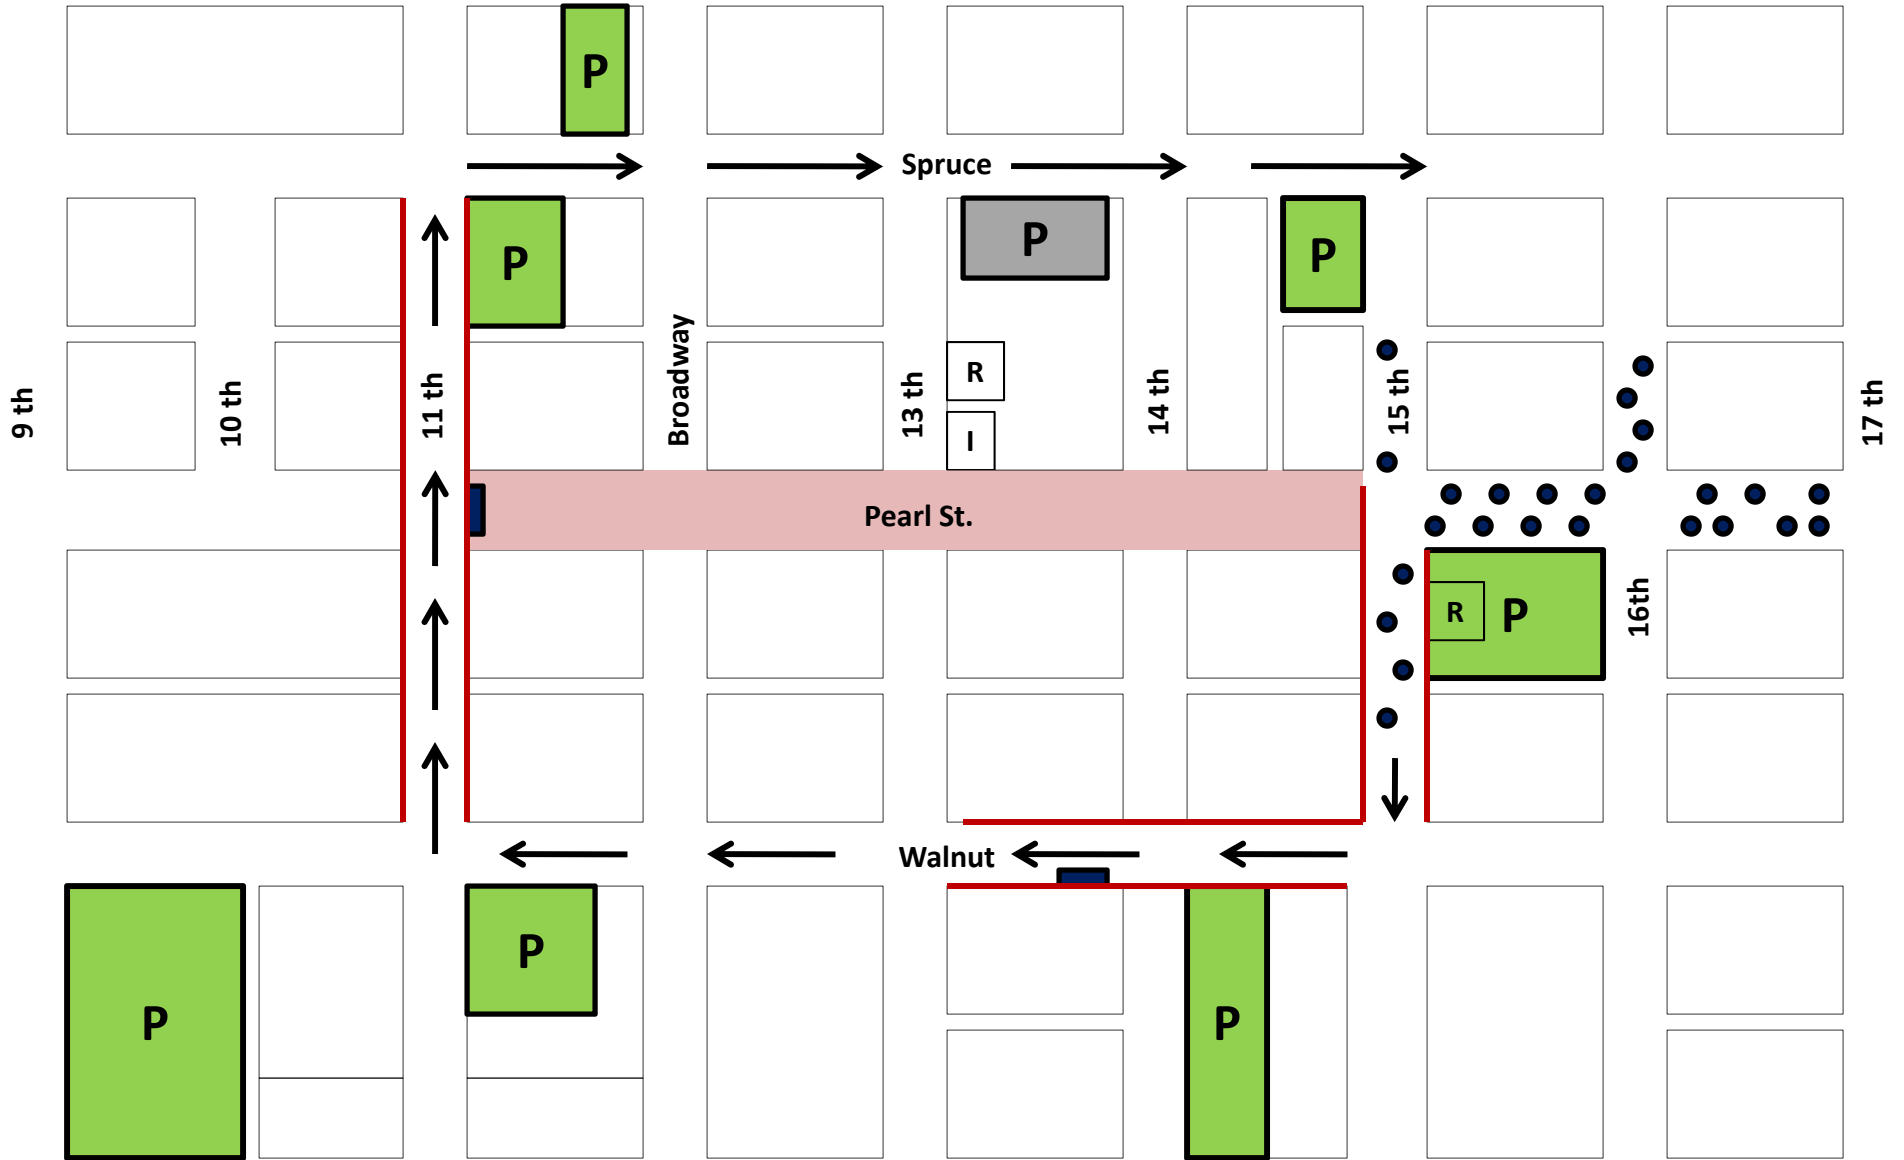 P
Spruce
P
P
P
9 th
10 th
11 th
Broadway
13 th
R
I
14 th
15 th
17 th
Pearl St.
R
P
16th
Walnut
P
P
P